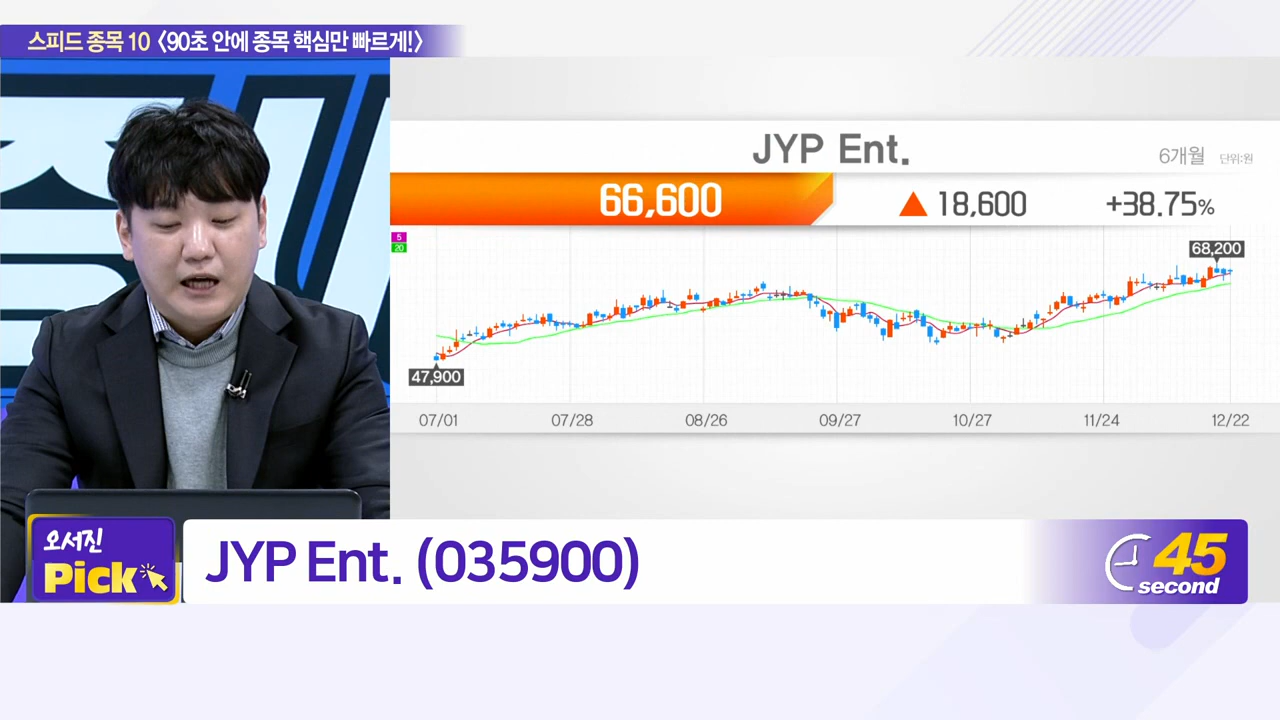 스피드 종목 10 〈90초 안에 종목 핵심만 빠르게!〉
JYP Ent.
6개월 단위:원
66,600 ▲ 18,600 +38.75%
5
20
68,200
47,900
07/01 07/28 08/26 09/27 10/27 11/24 12/22
오서진
Pick
JYP Ent. (035900)
45
second